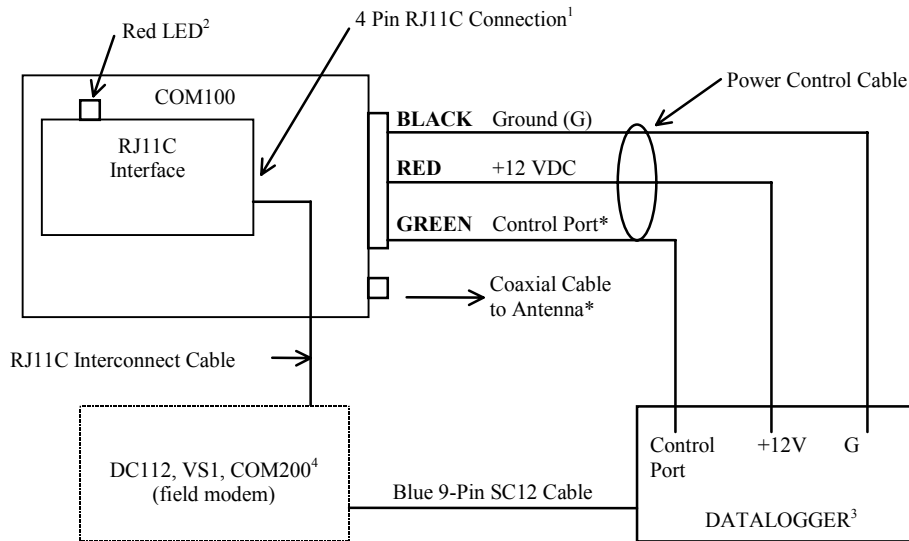 Red LED²
4 Pin RJ11C Connection¹
Power Control Cable
COM100
RJ11C
Interface
BLACK Ground (G)
RED +12 VDC
GREEN Control Port*
Coaxial Cable
to Antenna*
RJ11C Interconnect Cable
DC112, VS1, COM200⁴
(field modem)
Blue 9-Pin SC12 Cable
Control
Port
+12V
G
DATALOGGER³